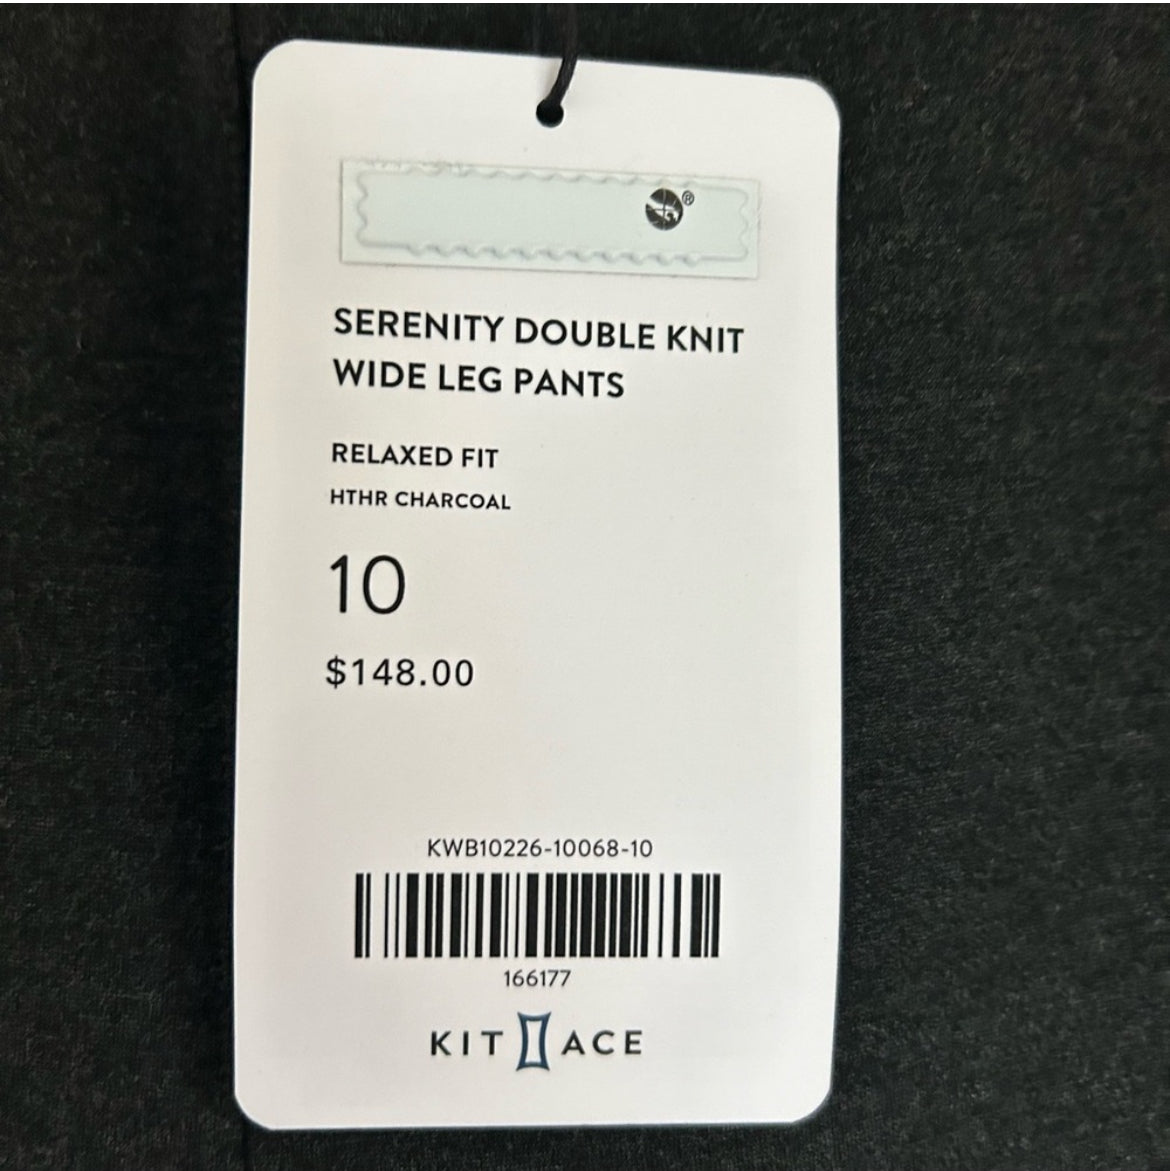 ®
SERENITY DOUBLE KNIT
WIDE LEG PANTS
RELAXED FIT
HTHR CHARCOAL
10
$148.00
KWB10226-10068-10
166177
KIT ACE